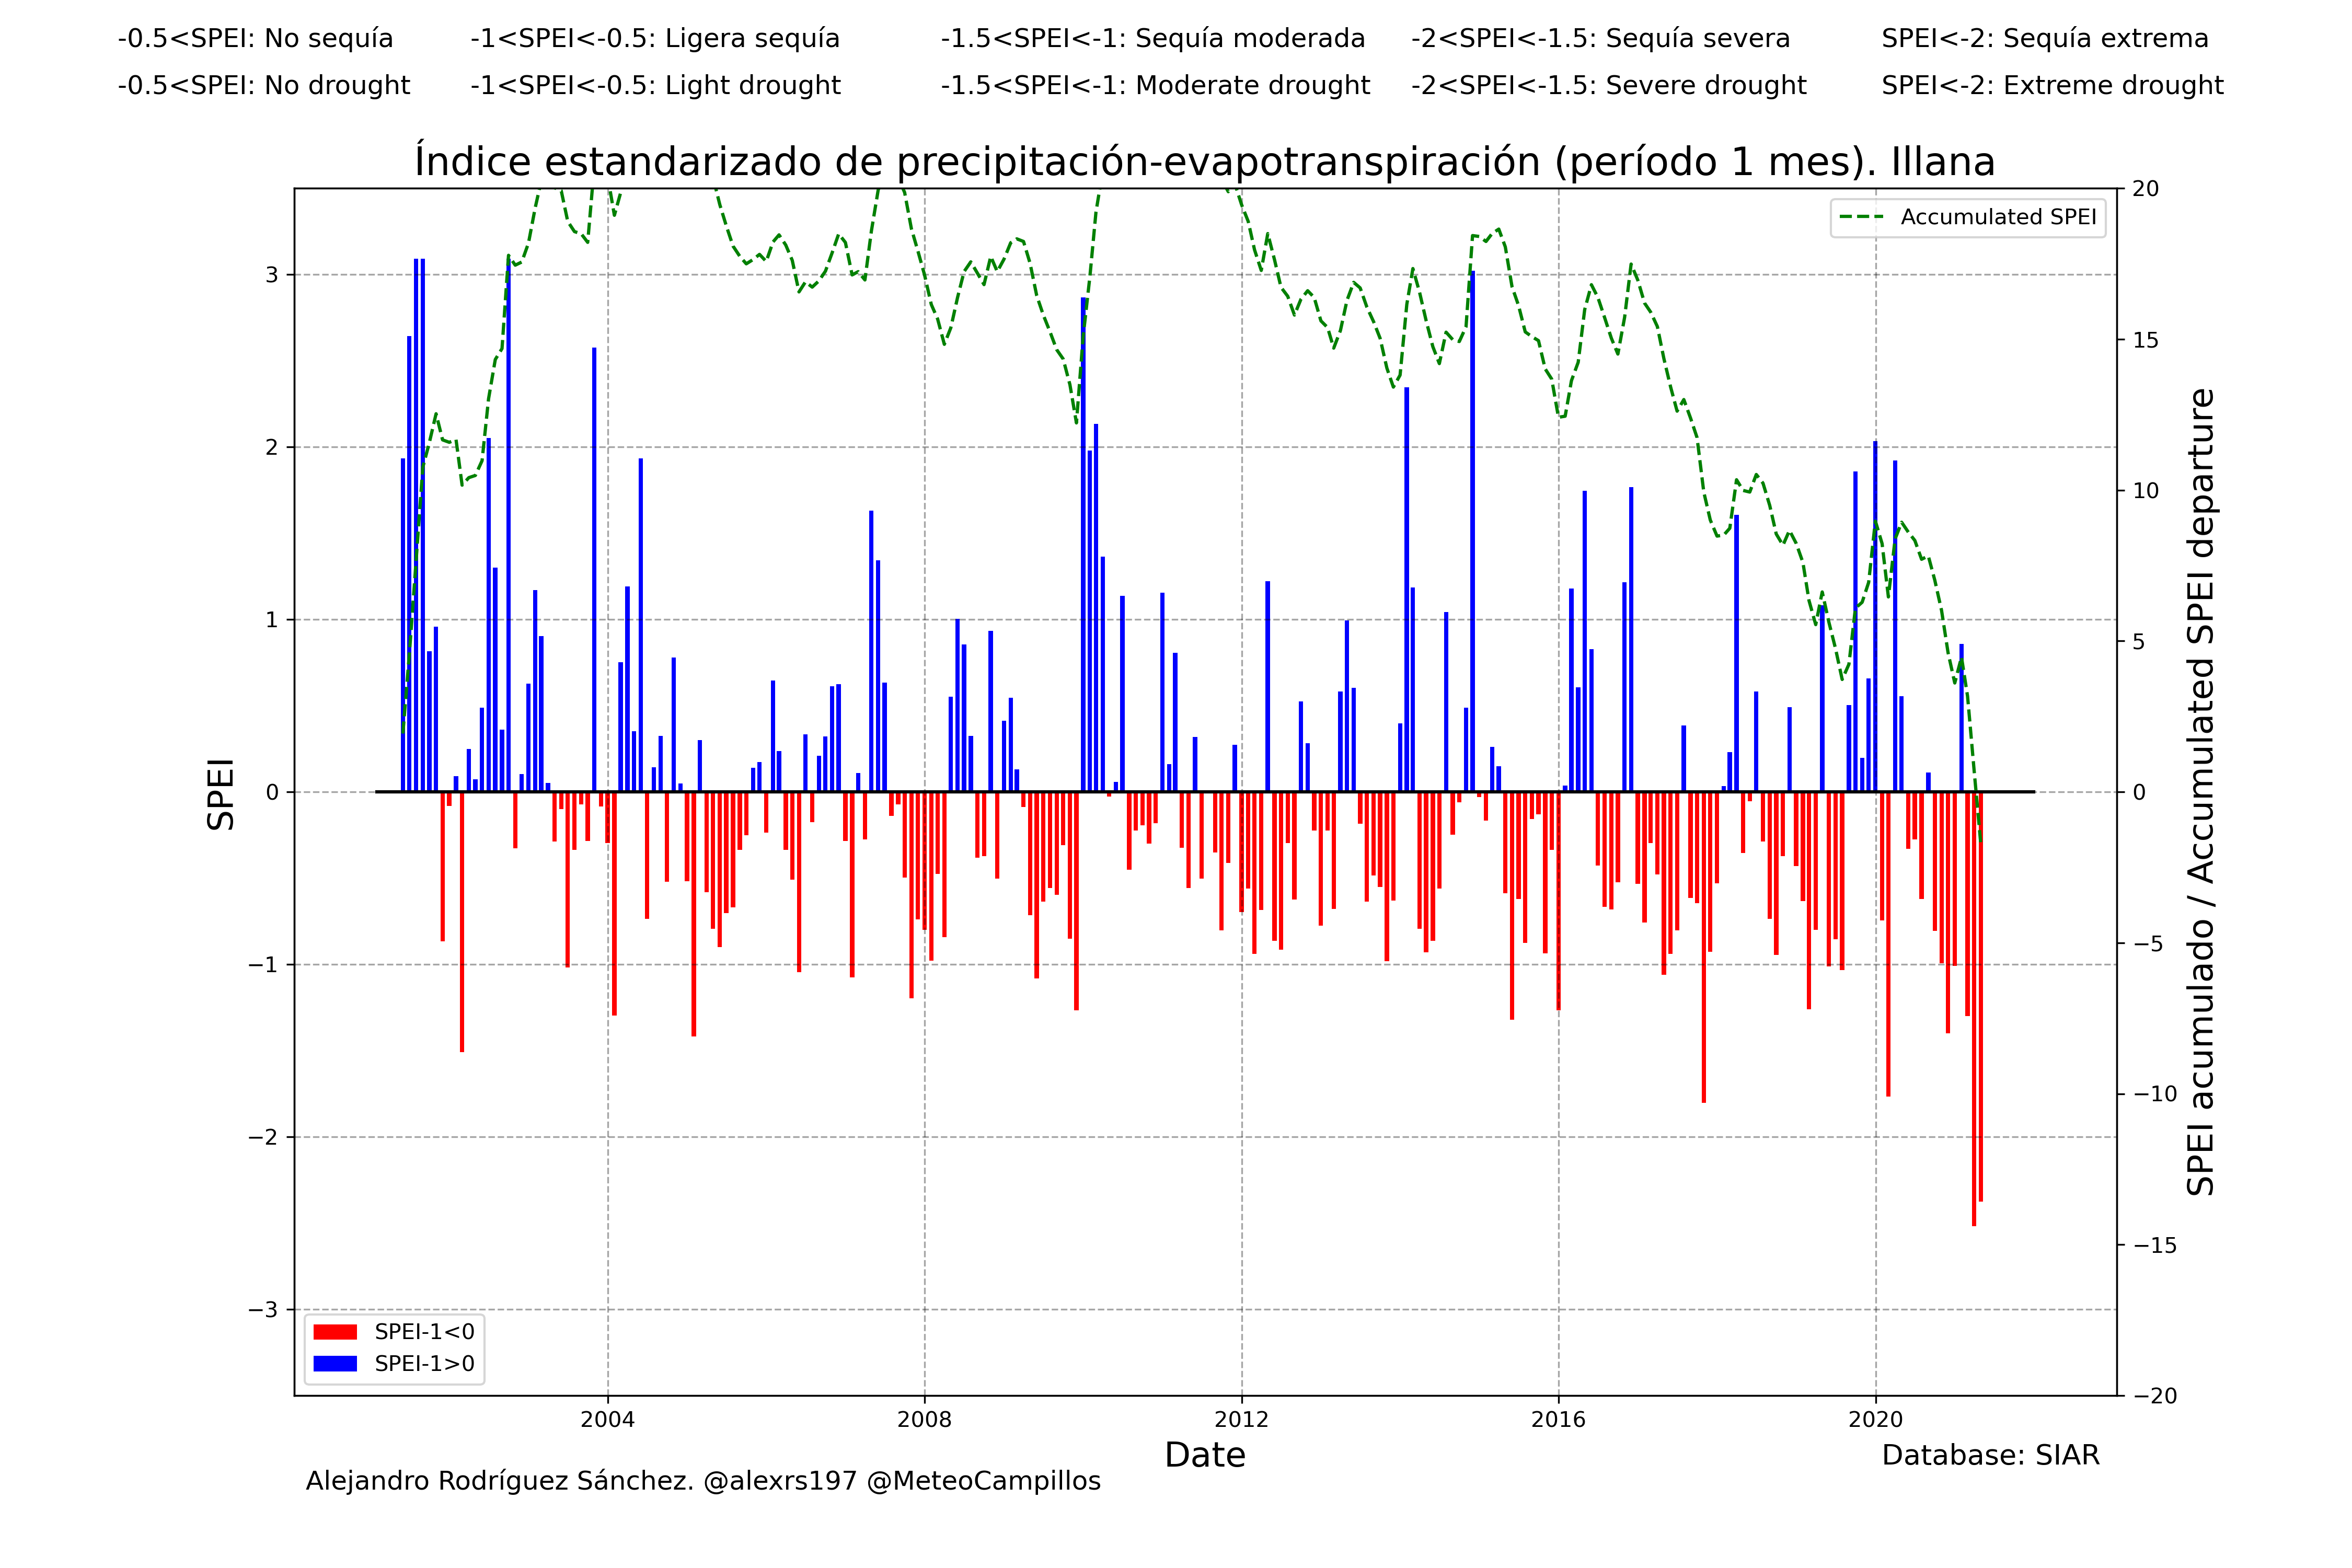 -0.5<SPEI: No sequía -1<SPEI<-0.5: Ligera sequía -1.5<SPEI<-1: Sequía moderada -2<SPEI<-1.5: Sequía severa SPEI<-2: Sequía extrema
-0.5<SPEI: No drought -1<SPEI<-0.5: Light drought -1.5<SPEI<-1: Moderate drought -2<SPEI<-1.5: Severe drought SPEI<-2: Extreme drought
Índice estandarizado de precipitación-evapotranspiración (período 1 mes). Illana
Accumulated SPEI
SPEI
3
2
1
0
−1
−2
−3
20
15
10
5
0
−5
−10
−15
−20
SPEI acumulado / Accumulated SPEI departure
SPEI-1<0
SPEI-1>0
2004 2008 2012 2016 2020
Date
Database: SIAR
Alejandro Rodríguez Sánchez. @alexrs197 @MeteoCampillos